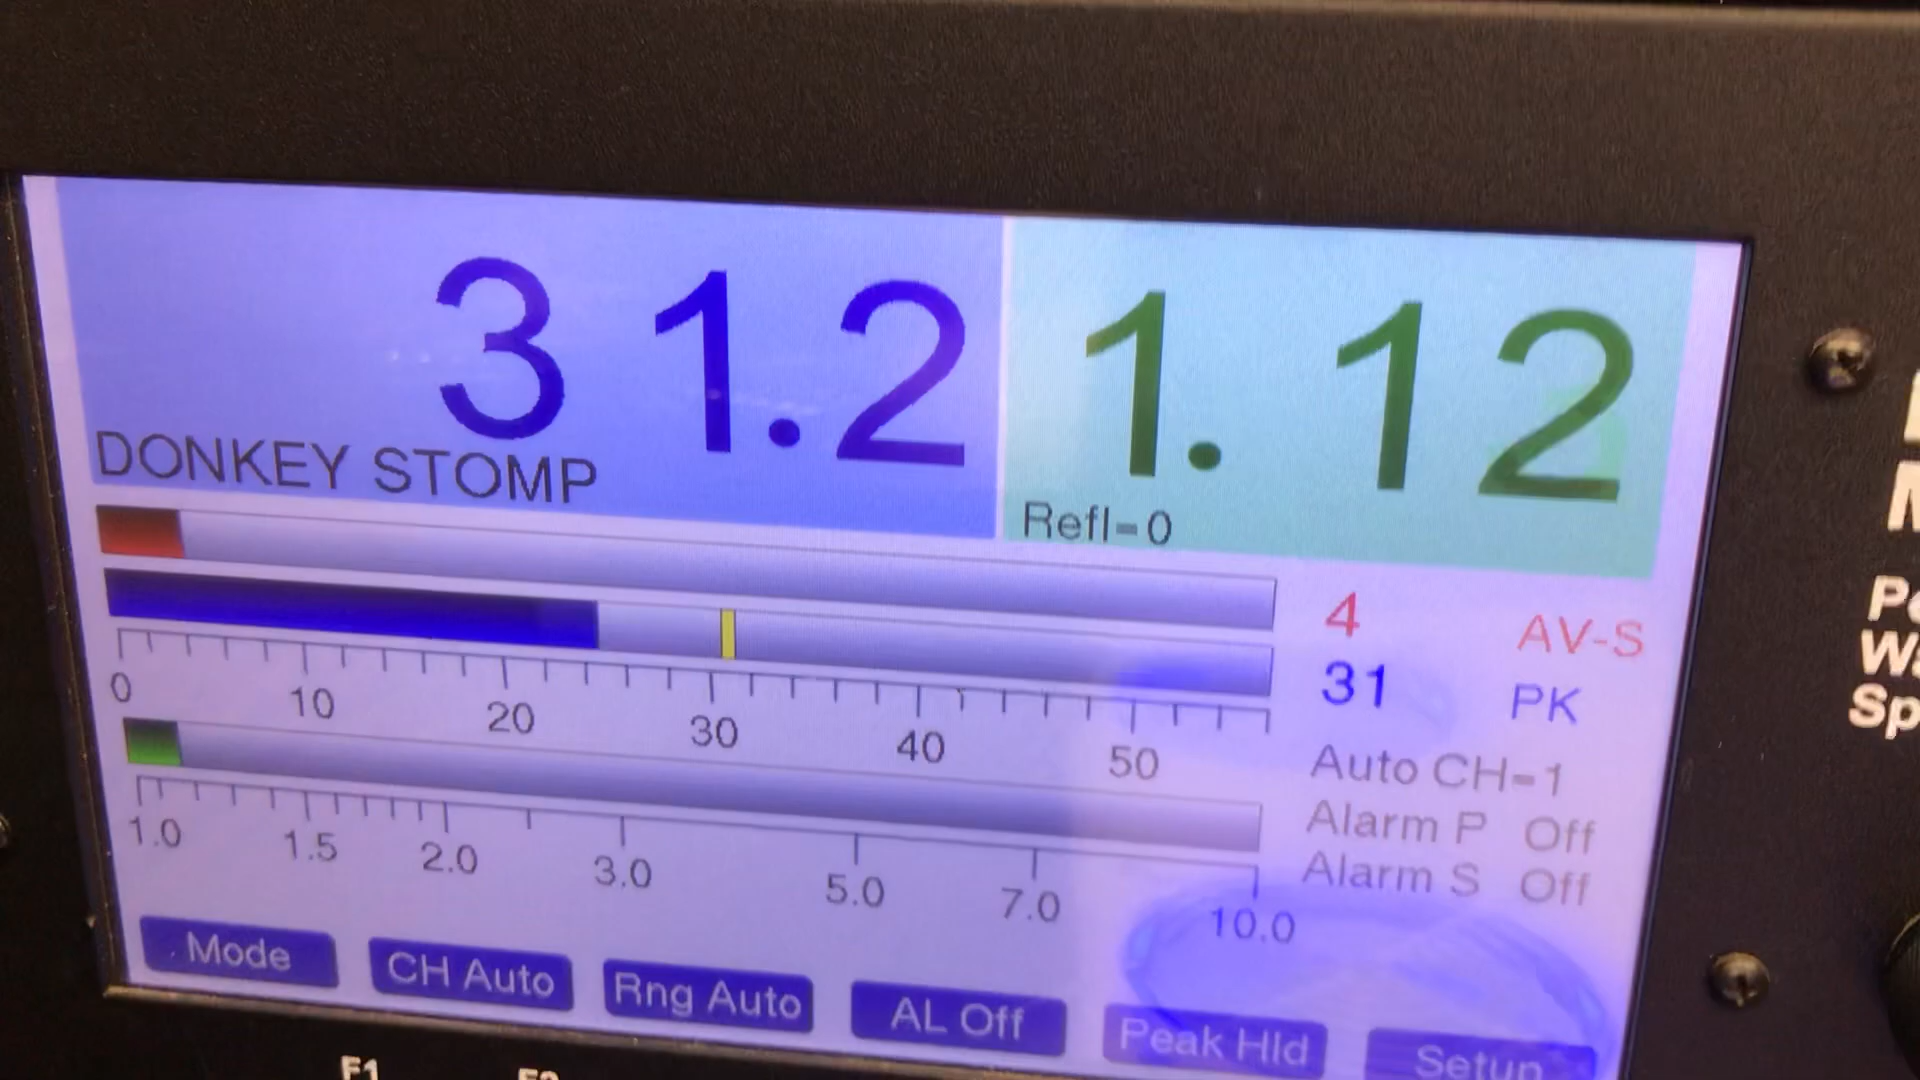 31.2
1.12
DONKEY STOMP
Refl=0
4 AV-S
31 PK
0 10 20 30 40 50
Auto CH=1
Alarm P Off
1.0 1.5 2.0 3.0 5.0 7.0 10.0
Alarm S Off
Mode CH Auto Rng Auto AL Off Peak Hld Setup
F1 F2